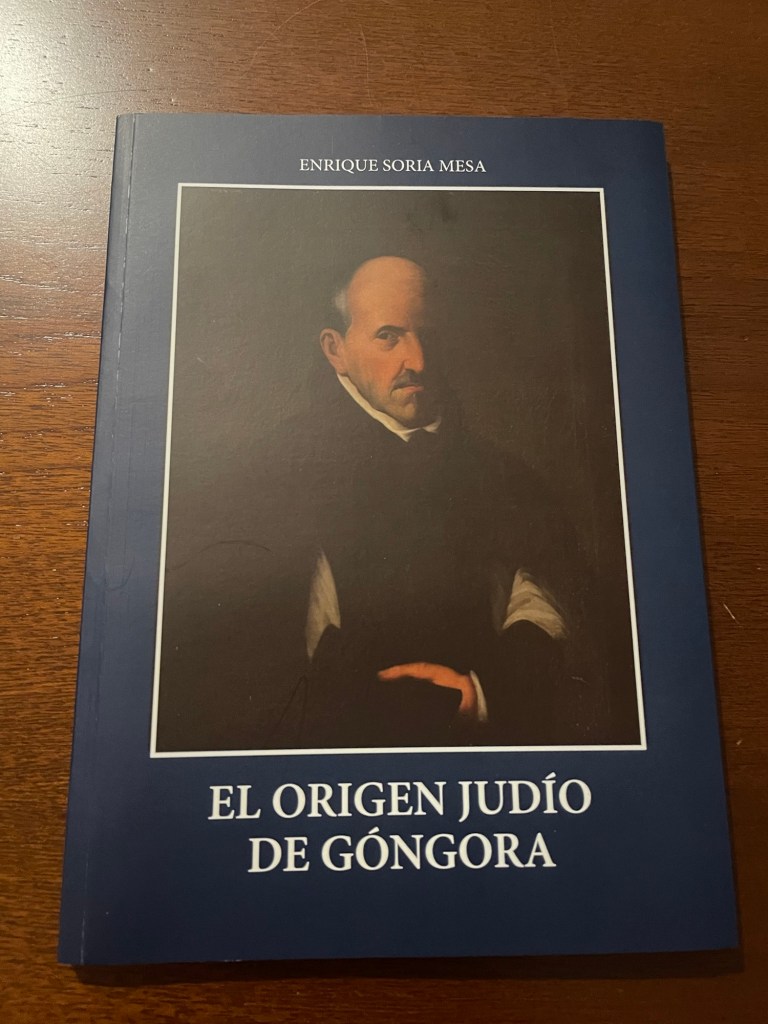 ENRIQUE SORIA MESA
EL ORIGEN JUDÍO
DE GÓNGORA